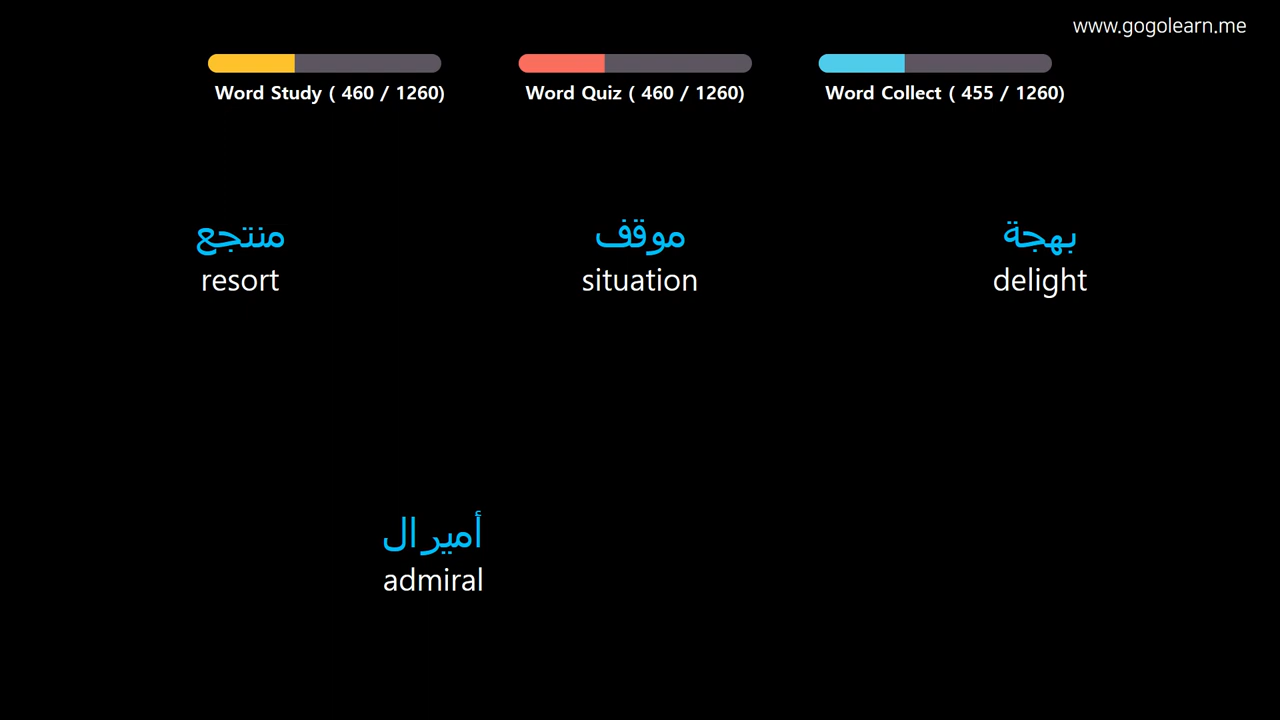 www.gogolearn.me
Word Study ( 460 / 1260)
Word Quiz ( 460 / 1260)
Word Collect ( 455 / 1260)
منتجع
resort
موقف
situation
بهجة
delight
أميرال
admiral